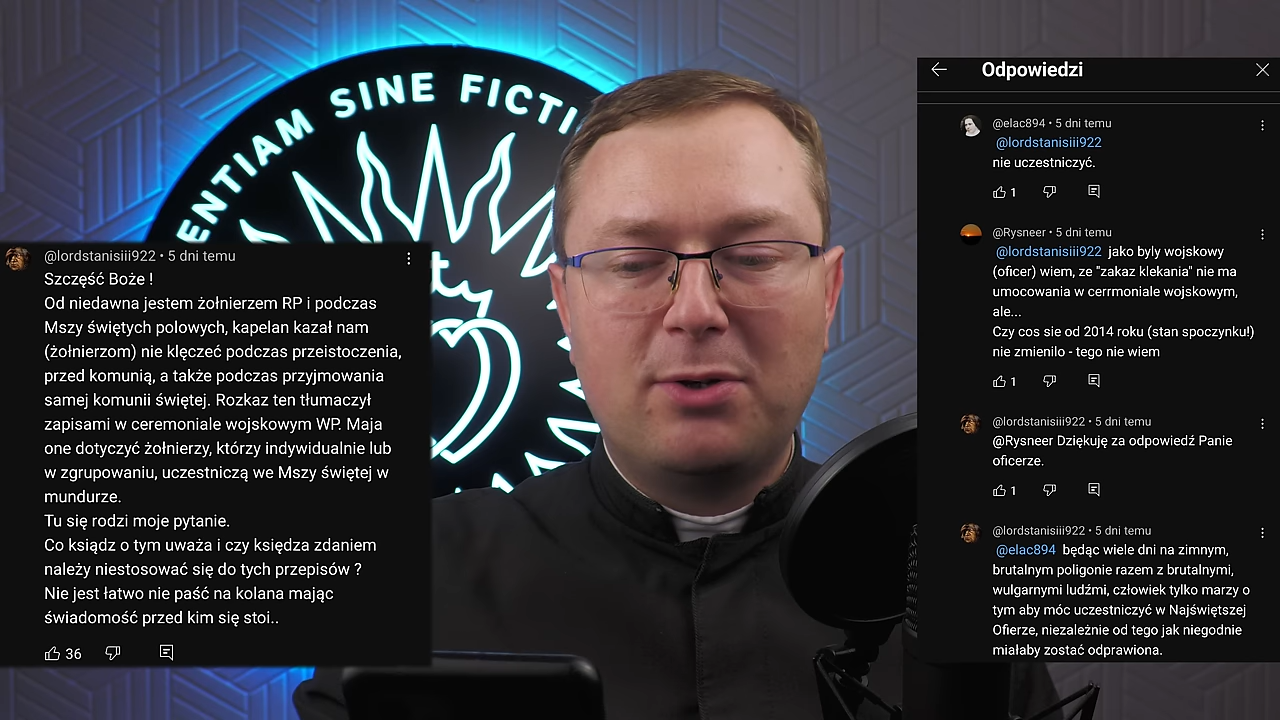 ENTIAM SINE FICTI
@lordstanisiii922 • 5 dni temu
Szczęść Boże !
Od niedawna jestem żołnierzem RP i podczas
Mszy świętych polowych, kapelan kazał nam
(żołnierzom) nie klęczeć podczas przeistoczenia,
przed komunią, a także podczas przyjmowania
samej komunii świętej. Rozkaz ten tłumaczył
zapisami w ceremoniale wojskowym WP. Maja
one dotyczyć żołnierzy, którzy indywidualnie lub
w zgrupowaniu, uczestniczą we Mszy świętej w
mundurze.
Tu się rodzi moje pytanie.
Co ksiądz o tym uważa i czy księdza zdaniem
należy niestosować się do tych przepisów ?
Nie jest łatwo nie paść na kolana mając
świadomość przed kim się stoi..
36
Odpowiedzi
@elac894 • 5 dni temu
@lordstanisiii922
nie uczestniczyć.
1
@Rysneer • 5 dni temu
@lordstanisiii922 jako byly wojskowy
(oficer) wiem, ze "zakaz klekania" nie ma
umocowania w cerrmoniale wojskowym,
ale...
Czy cos sie od 2014 roku (stan spoczynku!)
nie zmienilo - tego nie wiem
1
@lordstanisiii922 • 5 dni temu
@Rysneer Dziękuję za odpowiedź Panie
oficerze.
1
@lordstanisiii922 • 5 dni temu
@elac894 będąc wiele dni na zimnym,
brutalnym poligonie razem z brutalnymi,
wulgarnymi ludźmi, człowiek tylko marzy o
tym aby móc uczestniczyć w Najświętszej
Ofierze, niezależnie od tego jak niegodnie
miałaby zostać odprawiona.